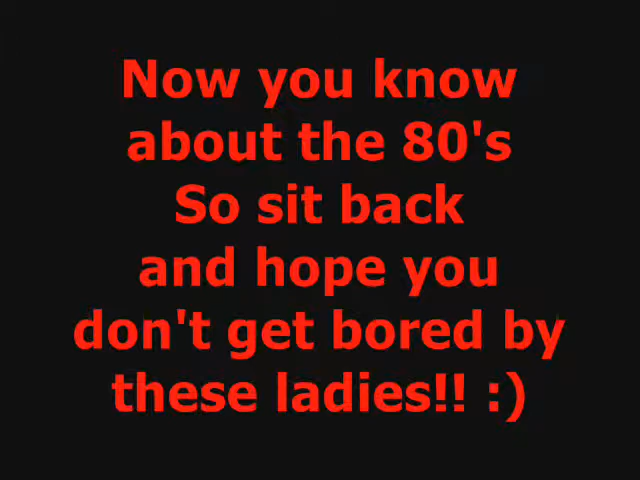 Now you know
about the 80's
So sit back
and hope you
don't get bored by
these ladies!! :)